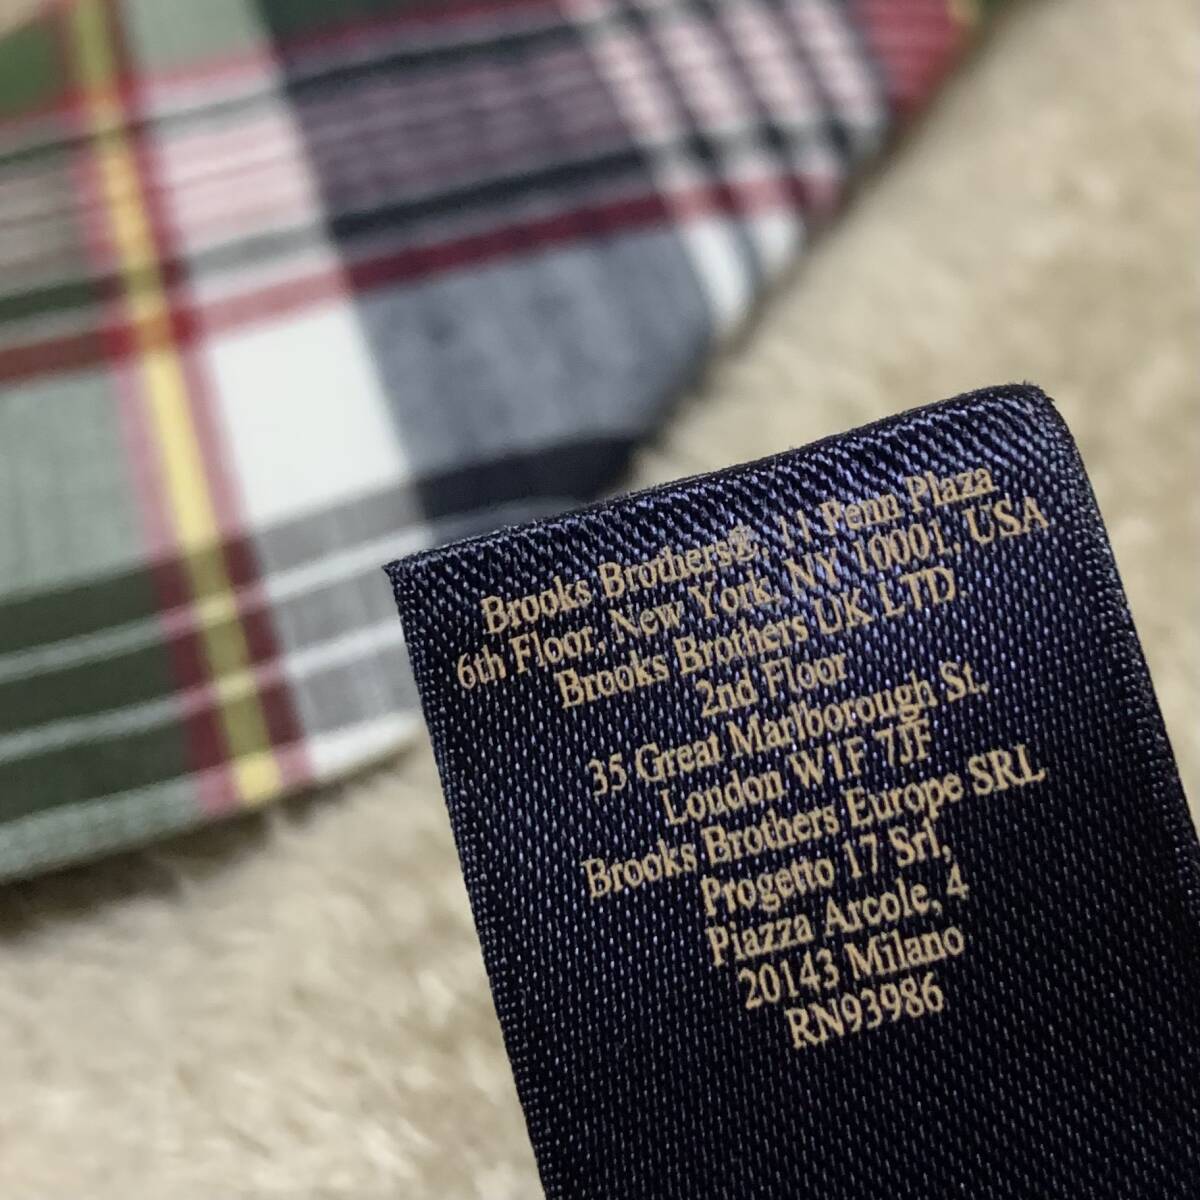 Brooks Brothers®, 11 Penn Plaza
6th Floor, New York, NY 10001, USA
Brooks Brothers UK LTD
2nd Floor
35 Great Marlborough St.
London W1F 7JF
Brooks Brothers Europe SRL
Progetto 17 Srl,
Piazza Arcole, 4
20143 Milano
RN93986